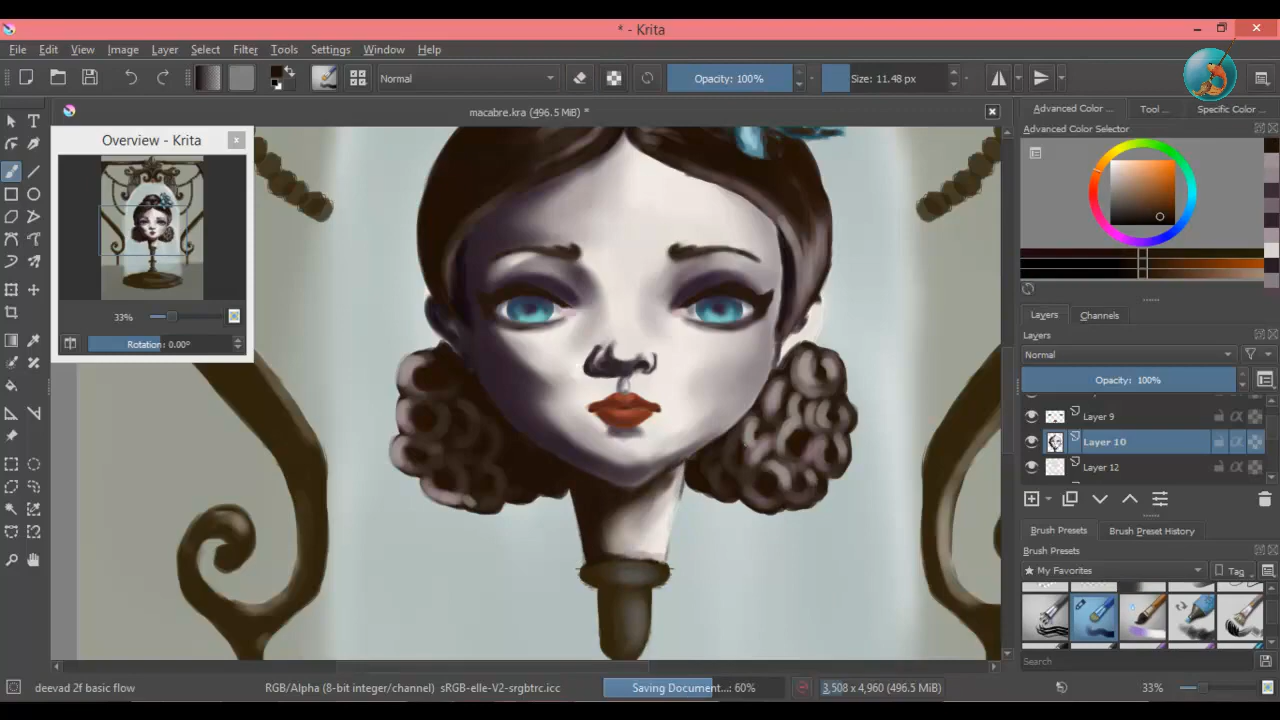 * - Krita
File Edit View Image Layer Select Filter Tools Settings Window Help
Normal Opacity: 100% Size: 11.48 px
macabre.kra (496.5 MiB) *
Advanced Color ... Tool ... Specific Color ...
Overview - Krita
Advanced Color Selector
33%
Rotation: 0.00°
Layers Channels
Layers
Normal
Opacity: 100%
Layer 9
Layer 10
Layer 12
Brush Presets Brush Preset History
Brush Presets
My Favorites Tag
Search
deevad 2f basic flow RGB/Alpha (8-bit integer/channel) sRGB-elle-V2-srgbtrc.icc Saving Document...: 60% 3,508 x 4,960 (496.5 MiB) 33%